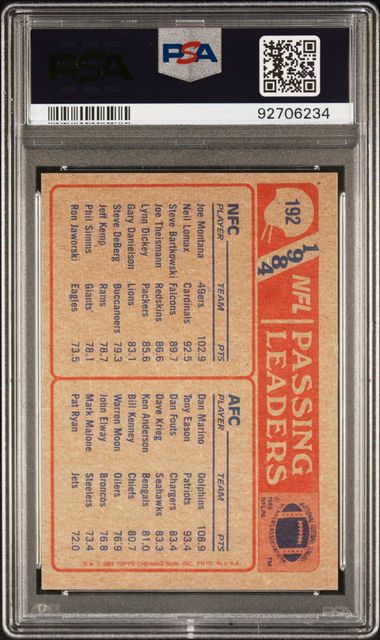 PSA
PSA
92706234
192
1984
NFL
PASSING
LEADERS
© 1985
NFLPA
TM
NFC
PLAYER TEAM PTS
Joe Montana 49ers 102.9
Neil Lomax Cardinals 92.5
Steve Bartkowski Falcons 89.7
Joe Theismann Redskins 86.6
Lynn Dickey Packers 85.6
Gary Danielson Lions 83.1
Steve DeBerg Buccaneers 79.3
Jeff Kemp Rams 78.7
Phil Simms Giants 78.1
Ron Jaworski Eagles 73.5
AFC
PLAYER TEAM PTS
Dan Marino Dolphins 108.9
Tony Eason Patriots 93.4
Dan Fouts Chargers 83.4
Dave Krieg Seahawks 83.3
Ken Anderson Bengals 81.0
Bill Kenney Chiefs 80.7
Warren Moon Oilers 76.9
John Elway Broncos 76.8
Mark Malone Steelers 73.4
Pat Ryan Jets 72.0
© 1985 TOPPS CHEWING GUM, INC. PRTD. IN U.S.A.